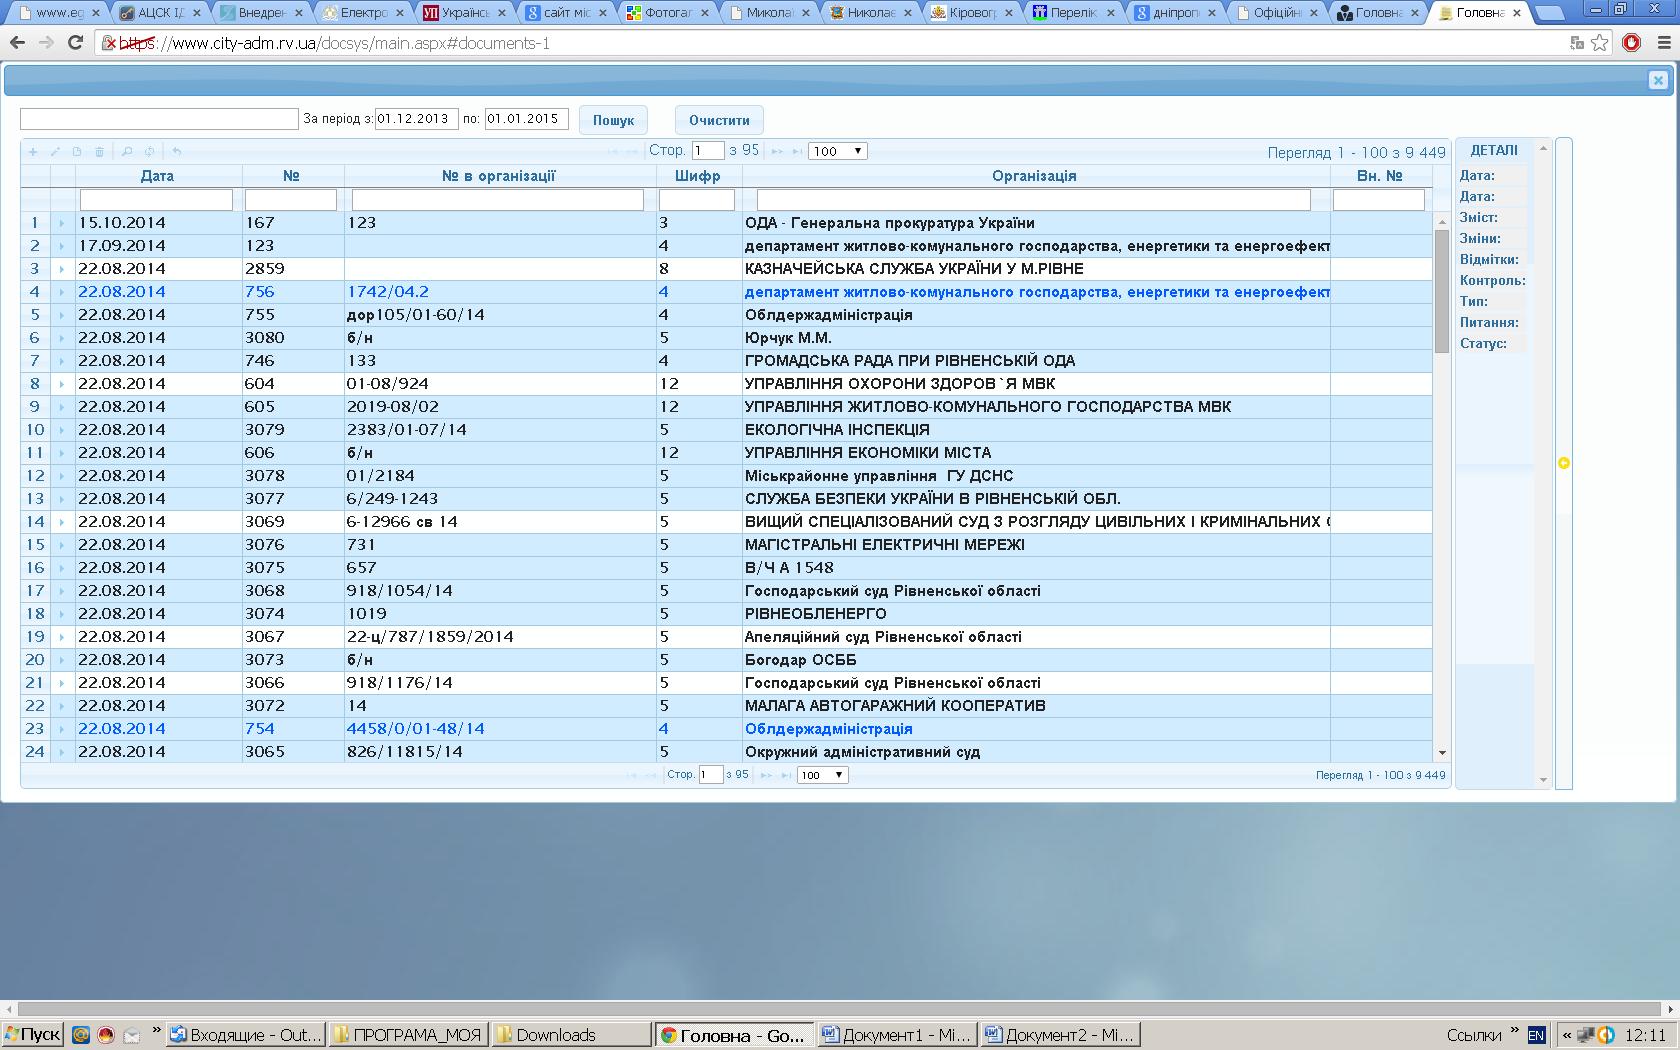 www.eg
АЦСК ІД
Внедрен
Електро
Українсь
сайт міс
Фотогал
Миколаї
Николае
Кіровогр
Перелік
дніпроп
Офіційн
Головна
Головна
https://www.city-adm.rv.ua/docsys/main.aspx#documents-1
За період з: 01.12.2013 по: 01.01.2015 Пошук Очистити
Стор. 1 з 95 100 Перегляд 1 - 100 з 9 449
Дата № № в організації Шифр Організація Вн. №
1 15.10.2014 167 123 3 ОДА - Генеральна прокуратура України
2 17.09.2014 123 4 департамент житлово-комунального господарства, енергетики та енергоефект
3 22.08.2014 2859 8 КАЗНАЧЕЙСЬКА СЛУЖБА УКРАЇНИ У М.РІВНЕ
4 22.08.2014 756 1742/04.2 4 департамент житлово-комунального господарства, енергетики та енергоефект
5 22.08.2014 755 дор105/01-60/14 4 Облдержадміністрація
6 22.08.2014 3080 б/н 5 Юрчук М.М.
7 22.08.2014 746 133 4 ГРОМАДСЬКА РАДА ПРИ РІВНЕНСЬКІЙ ОДА
8 22.08.2014 604 01-08/924 12 УПРАВЛІННЯ ОХОРОНИ ЗДОРОВ`Я МВК
9 22.08.2014 605 2019-08/02 12 УПРАВЛІННЯ ЖИТЛОВО-КОМУНАЛЬНОГО ГОСПОДАРСТВА МВК
10 22.08.2014 3079 2383/01-07/14 5 ЕКОЛОГІЧНА ІНСПЕКЦІЯ
11 22.08.2014 606 б/н 12 УПРАВЛІННЯ ЕКОНОМІКИ МІСТА
12 22.08.2014 3078 01/2184 5 Міськрайонне управління ГУ ДСНС
13 22.08.2014 3077 6/249-1243 5 СЛУЖБА БЕЗПЕКИ УКРАЇНИ В РІВНЕНСЬКІЙ ОБЛ.
14 22.08.2014 3069 6-12966 св 14 5 ВИЩИЙ СПЕЦІАЛІЗОВАНИЙ СУД З РОЗГЛЯДУ ЦИВІЛЬНИХ І КРИМІНАЛЬНИХ С
15 22.08.2014 3076 731 5 МАГІСТРАЛЬНІ ЕЛЕКТРИЧНІ МЕРЕЖІ
16 22.08.2014 3075 657 5 В/Ч А 1548
17 22.08.2014 3068 918/1054/14 5 Господарський суд Рівненської області
18 22.08.2014 3074 1019 5 РІВНЕОБЛЕНЕРГО
19 22.08.2014 3067 22-ц/787/1859/2014 5 Апеляційний суд Рівненської області
20 22.08.2014 3073 б/н 5 Богодар ОСББ
21 22.08.2014 3066 918/1176/14 5 Господарський суд Рівненської області
22 22.08.2014 3072 14 5 МАЛАГА АВТОГАРАЖНИЙ КООПЕРАТИВ
23 22.08.2014 754 4458/0/01-48/14 4 Облдержадміністрація
24 22.08.2014 3065 826/11815/14 5 Окружний адміністративний суд
Стор. 1 з 95 100 Перегляд 1 - 100 з 9 449
ДЕТАЛІ
Дата:
Дата:
Зміст:
Зміни:
Відмітки:
Контроль:
Тип:
Питання:
Статус:
Пуск » Входящие - Out... ПРОГРАМА_МОЯ Downloads Головна - Go... Документ1 - Mi... Документ2 - Mi... Ссылки » EN « 12:11